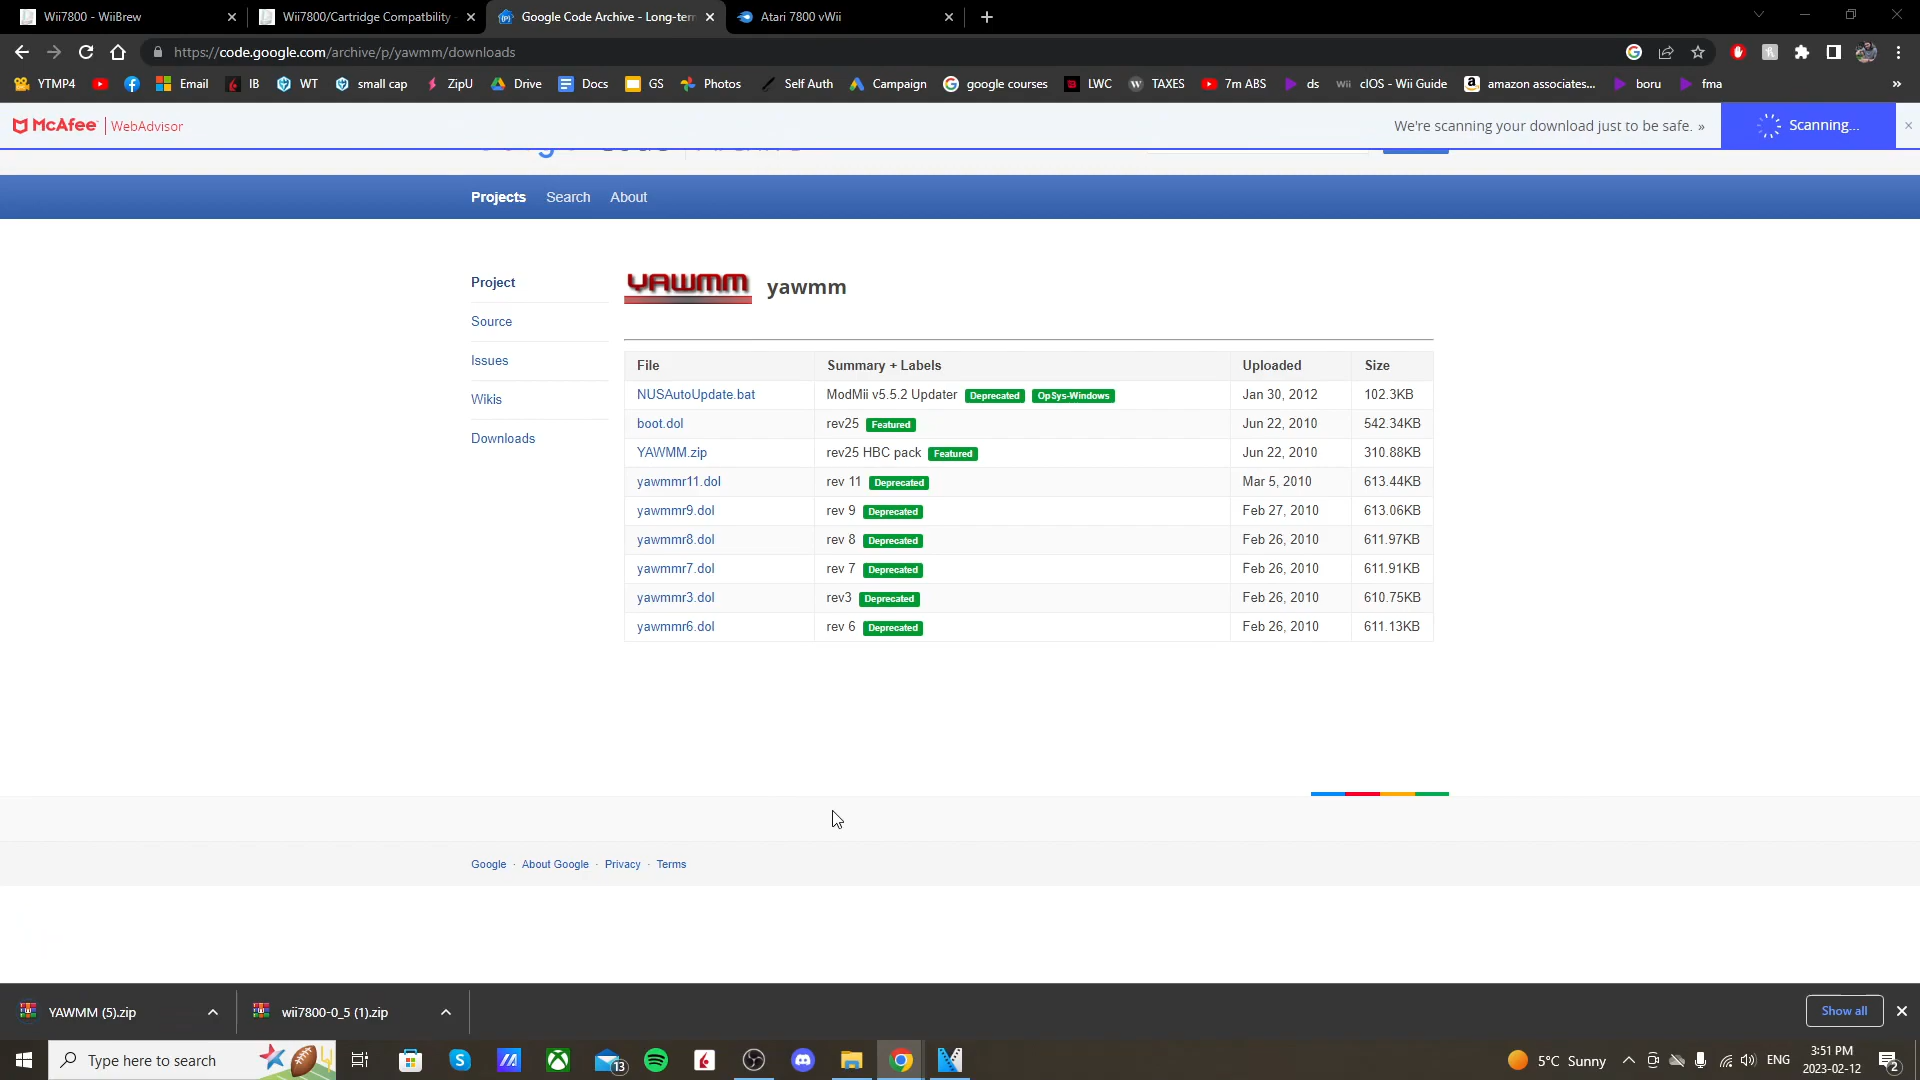 Wii7800 - WiiBrew
Wii7800/Cartridge Compatbility -
Google Code Archive - Long-ter
Atari 7800 vWii
https://code.google.com/archive/p/yawmm/downloads
YTMP4
Email
IB
WT
small cap
ZipU
Drive
Docs
GS
Photos
Self Auth
Campaign
google courses
LWC
TAXES
7m ABS
ds
Wii
cIOS - Wii Guide
amazon associates...
boru
fma
»
McAfee | WebAdvisor
We're scanning your download just to be safe. »
Scanning...
Projects
Search
About
Project
Source
Issues
Wikis
Downloads
YAWMM
yawmm
File Summary + Labels Uploaded Size
NUSAutoUpdate.bat ModMii v5.5.2 Updater Deprecated OpSys-Windows Jan 30, 2012 102.3KB
boot.dol rev25 Featured Jun 22, 2010 542.34KB
YAWMM.zip rev25 HBC pack Featured Jun 22, 2010 310.88KB
yawmmr11.dol rev 11 Deprecated Mar 5, 2010 613.44KB
yawmmr9.dol rev 9 Deprecated Feb 27, 2010 613.06KB
yawmmr8.dol rev 8 Deprecated Feb 26, 2010 611.97KB
yawmmr7.dol rev 7 Deprecated Feb 26, 2010 611.91KB
yawmmr3.dol rev3 Deprecated Feb 26, 2010 610.75KB
yawmmr6.dol rev 6 Deprecated Feb 26, 2010 611.13KB
Google · About Google · Privacy · Terms
YAWMM (5).zip
wii7800-0_5 (1).zip
Show all
Type here to search
13
5°C Sunny
ENG
3:51 PM
2023-02-12
2